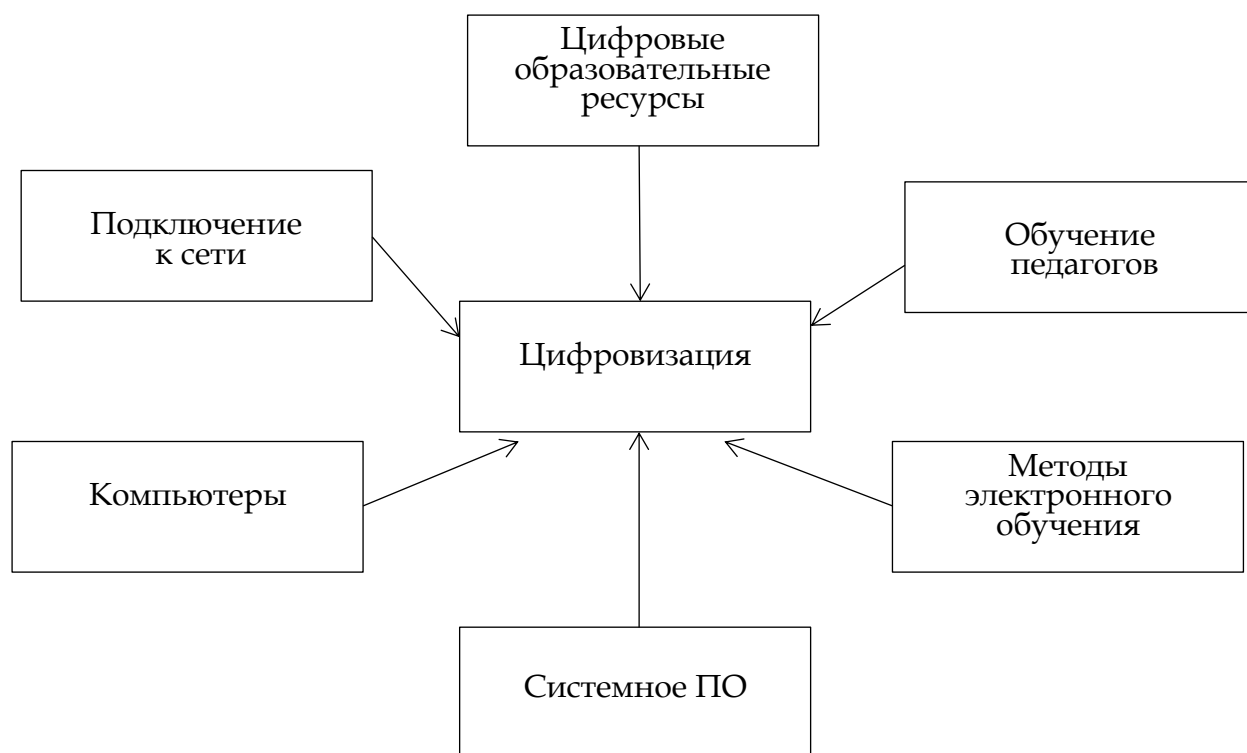 Цифровые
образовательные
ресурсы
Подключение
к сети
Обучение
педагогов
Цифровизация
Компьютеры
Методы
электронного
обучения
Системное ПО